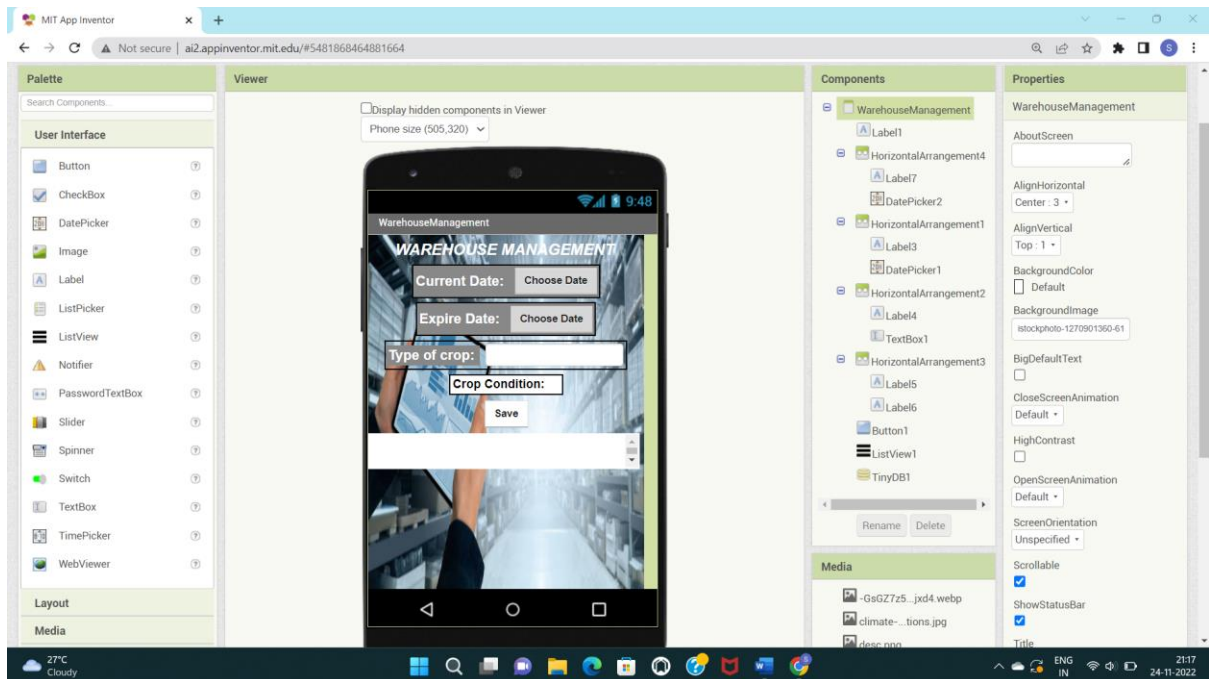 MIT App Inventor
Not secure | ai2.appinventor.mit.edu/#5481868464881664
S
Palette
Search Components...
User Interface
Button
CheckBox
DatePicker
Image
Label
ListPicker
ListView
Notifier
PasswordTextBox
Slider
Spinner
Switch
TextBox
TimePicker
WebViewer
Layout
Media
Viewer
Display hidden components in Viewer
Phone size (505,320)
9:48
WarehouseManagement
WAREHOUSE MANAGEMENT
Current Date: Choose Date
Expire Date: Choose Date
Type of crop:
Crop Condition:
Save
Components
WarehouseManagement
Label1
HorizontalArrangement4
Label7
DatePicker2
HorizontalArrangement1
Label3
DatePicker1
HorizontalArrangement2
Label4
TextBox1
HorizontalArrangement3
Label5
Label6
Button1
ListView1
TinyDB1
Rename Delete
Media
-GsGZ7z5...jxd4.webp
climate-...tions.jpg
desc.png
Properties
WarehouseManagement
AboutScreen
AlignHorizontal
Center : 3
AlignVertical
Top : 1
BackgroundColor
Default
BackgroundImage
istockphoto-1270901360-61
BigDefaultText
CloseScreenAnimation
Default
HighContrast
OpenScreenAnimation
Default
ScreenOrientation
Unspecified
Scrollable
ShowStatusBar
Title
27°C
Cloudy
ENG
IN
21:17
24-11-2022